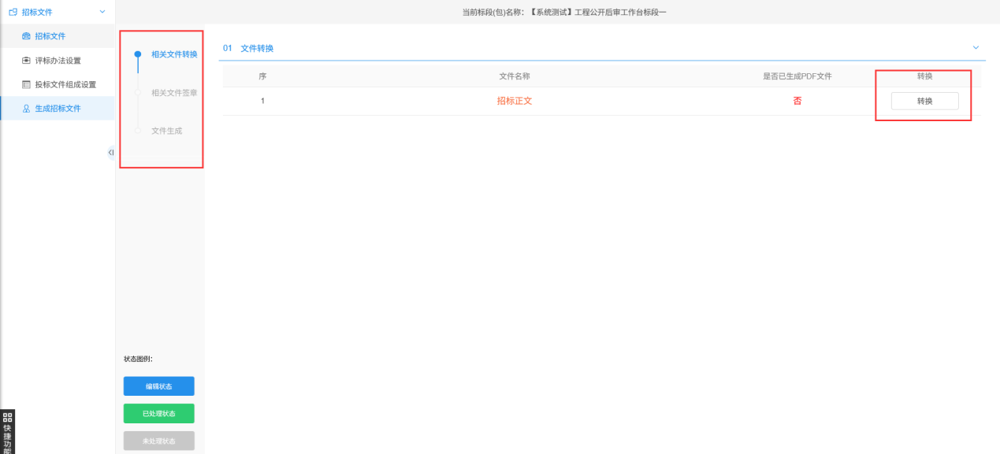 招标文件
当前标段(包)名称：【系统测试】工程公开后审工作台标段一
招标文件
评标办法设置
投标文件组成设置
生成招标文件
相关文件转换
相关文件签章
文件生成
01 文件转换
序 文件名称 是否已生成PDF文件 转换
1 招标正文 否 转换
状态图例：
编辑状态
已处理状态
未处理状态
快捷功能